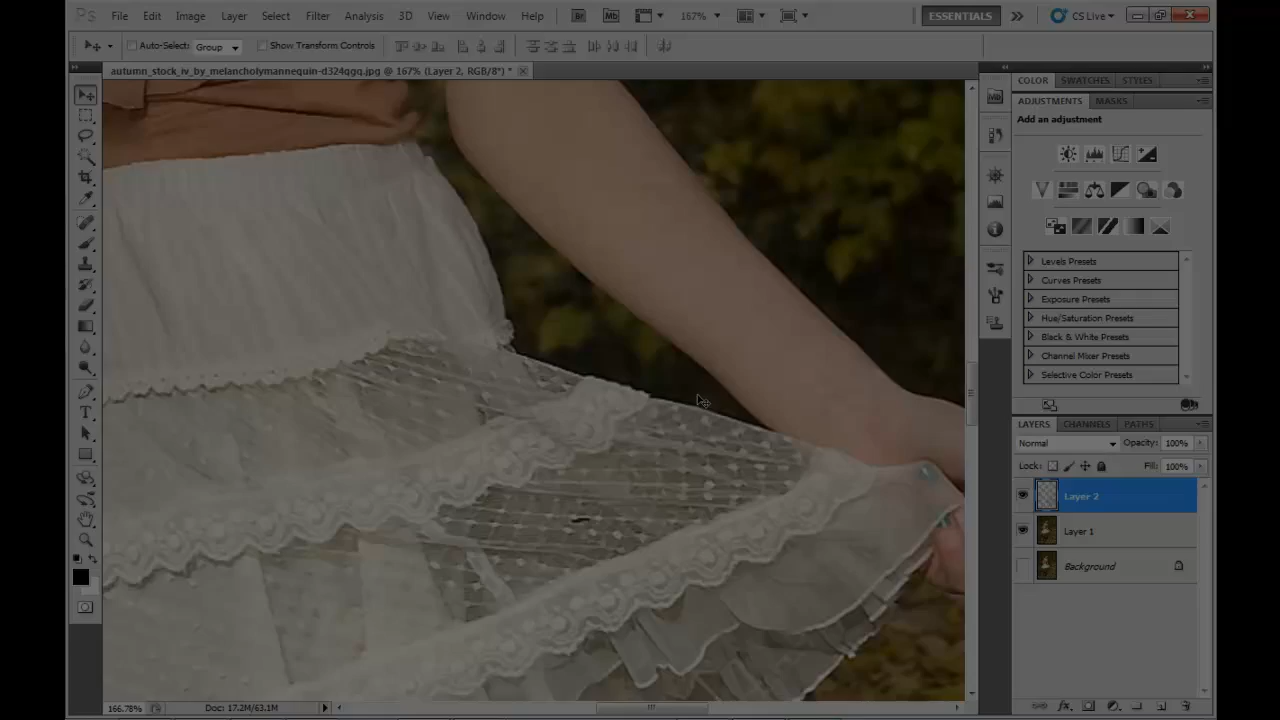 Ps File Edit Image Layer Select Filter Analysis 3D View Window Help Br Mb 167% ESSENTIALS CS Live
Auto-Select: Group Show Transform Controls
autumn_stock_iv_by_melancholymannequin-d324qgq.jpg @ 167% (Layer 2, RGB/8*) *
COLOR SWATCHES STYLES
ADJUSTMENTS MASKS
Add an adjustment
Levels Presets
Curves Presets
Exposure Presets
Hue/Saturation Presets
Black & White Presets
Channel Mixer Presets
Selective Color Presets
LAYERS CHANNELS PATHS
Normal Opacity: 100%
Lock: Fill: 100%
Layer 2
Layer 1
Background
166.78% Doc: 17.2M/63.1M